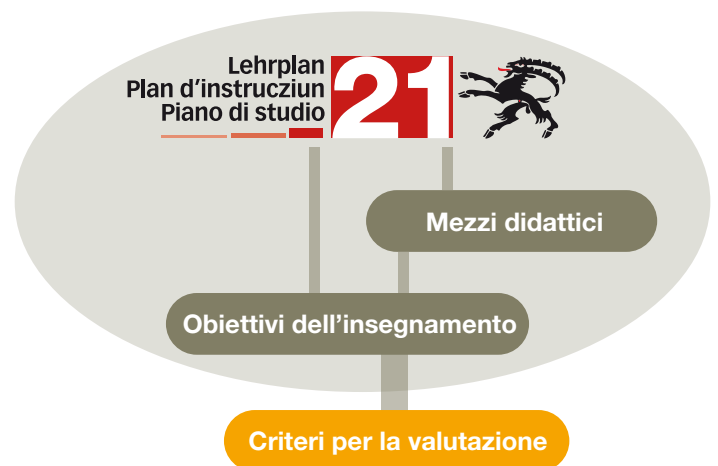 Lehrplan
Plan d'instrucziun
Piano di studio
21
Mezzi didattici
Obiettivi dell'insegnamento
Criteri per la valutazione